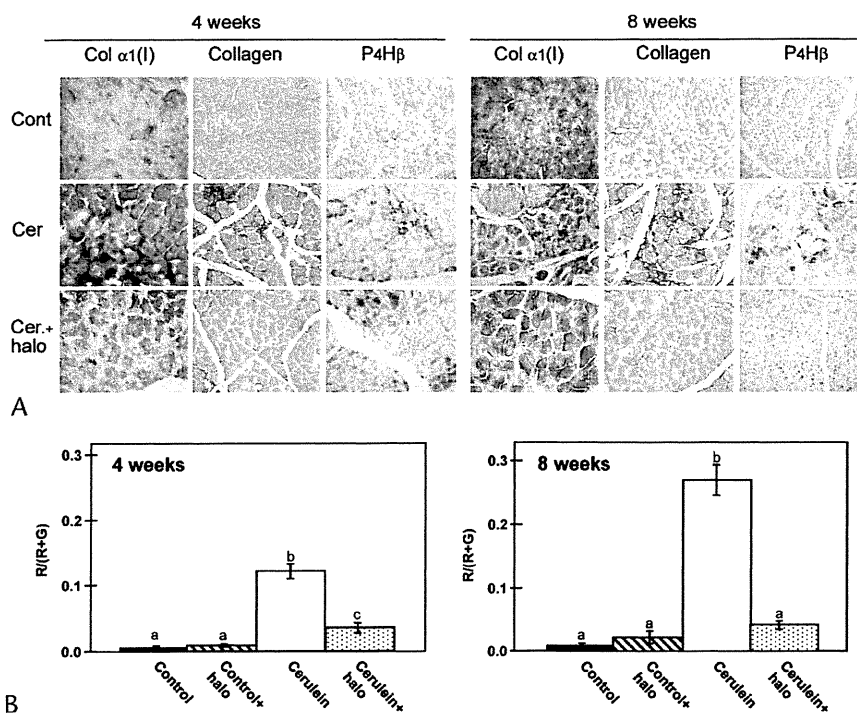 4 weeks 8 weeks
Col α1(I) Collagen P4Hβ Col α1(I) Collagen P4Hβ
Cont
Cer
Cer.+
halo
A
0.3
0.2
0.1
0.0
R/(R+G)
4 weeks
a a b c
Control
Control+
halo
Cerulein
Cerulein+
halo
0.3
0.2
0.1
0.0
R/(R+G)
8 weeks
a a b a
Control
Control+
halo
Cerulein
Cerulein+
halo
B